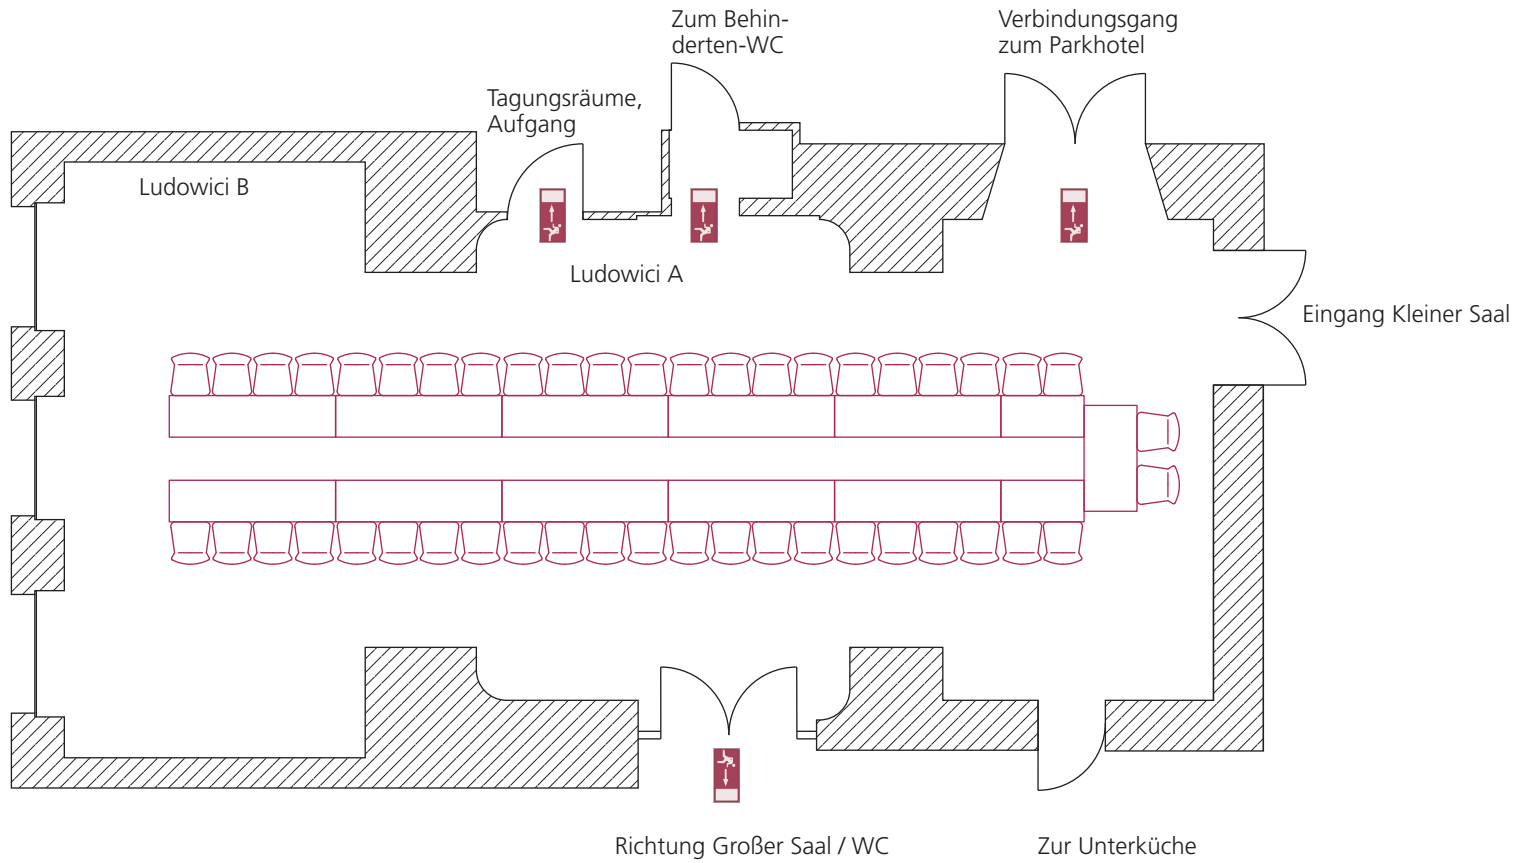 Zum Behin-
derten-WC
Verbindungsgang
zum Parkhotel
Tagungsräume,
Aufgang
Ludowici B
Ludowici A
Eingang Kleiner Saal
Richtung Großer Saal / WC
Zur Unterküche